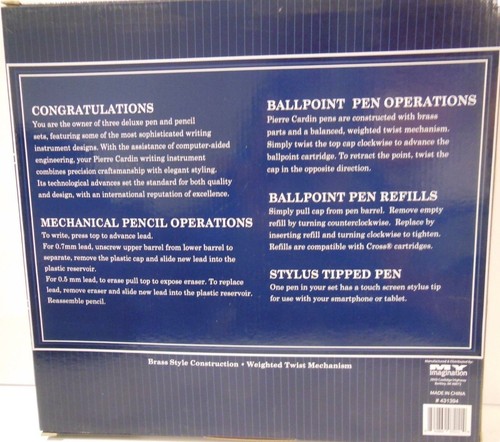 CONGRATULATIONS
You are the owner of three deluxe pen and pencil
sets, featuring some of the most sophisticated writing
instrument designs. With the assistance of computer-aided
engineering, your Pierre Cardin writing instrument
combines precision craftsmanship with elegant styling.
Its technological advances set the standard for both quality
and design, with an international reputation of excellence.
MECHANICAL PENCIL OPERATIONS
To write, press top to advance lead.
For 0.7mm lead, unscrew upper barrel from lower barrel to
separate, remove the plastic cap and slide new lead into the
plastic reservoir.
For 0.5 mm lead, to erase pull top to expose eraser. To replace
lead, remove eraser and slide new lead into the plastic reservoir.
Reassemble pencil.
BALLPOINT PEN OPERATIONS
Pierre Cardin pens are constructed with brass
parts and a balanced, weighted twist mechanism.
Simply twist the top cap clockwise to advance the
ballpoint cartridge. To retract the point, twist the
cap in the opposite direction.
BALLPOINT PEN REFILLS
Simply pull cap from pen barrel. Remove empty
refill by turning counterclockwise. Replace by
inserting refill and turning clockwise to tighten.
Refills are compatible with Cross® cartridges.
STYLUS TIPPED PEN
One pen in your set has a touch screen stylus tip
for use with your smartphone or tablet.
Brass Style Construction • Weighted Twist Mechanism
Manufactured & Distributed by:
MY
imagination
MADE IN CHINA
# 431384